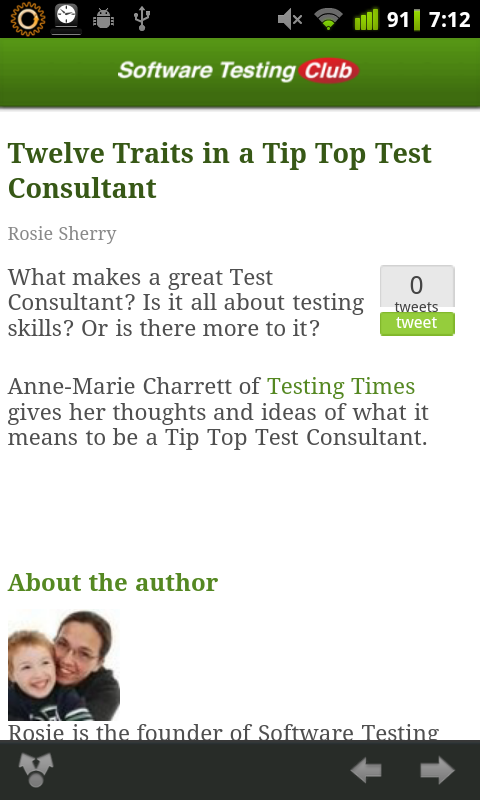 91 7:12
Software Testing Club
Twelve Traits in a Tip Top Test
Consultant
Rosie Sherry
What makes a great Test
Consultant? Is it all about testing
skills? Or is there more to it?
0
tweets
tweet
Anne-Marie Charrett of Testing Times
gives her thoughts and ideas of what it
means to be a Tip Top Test Consultant.
About the author
Rosie is the founder of Software Testing